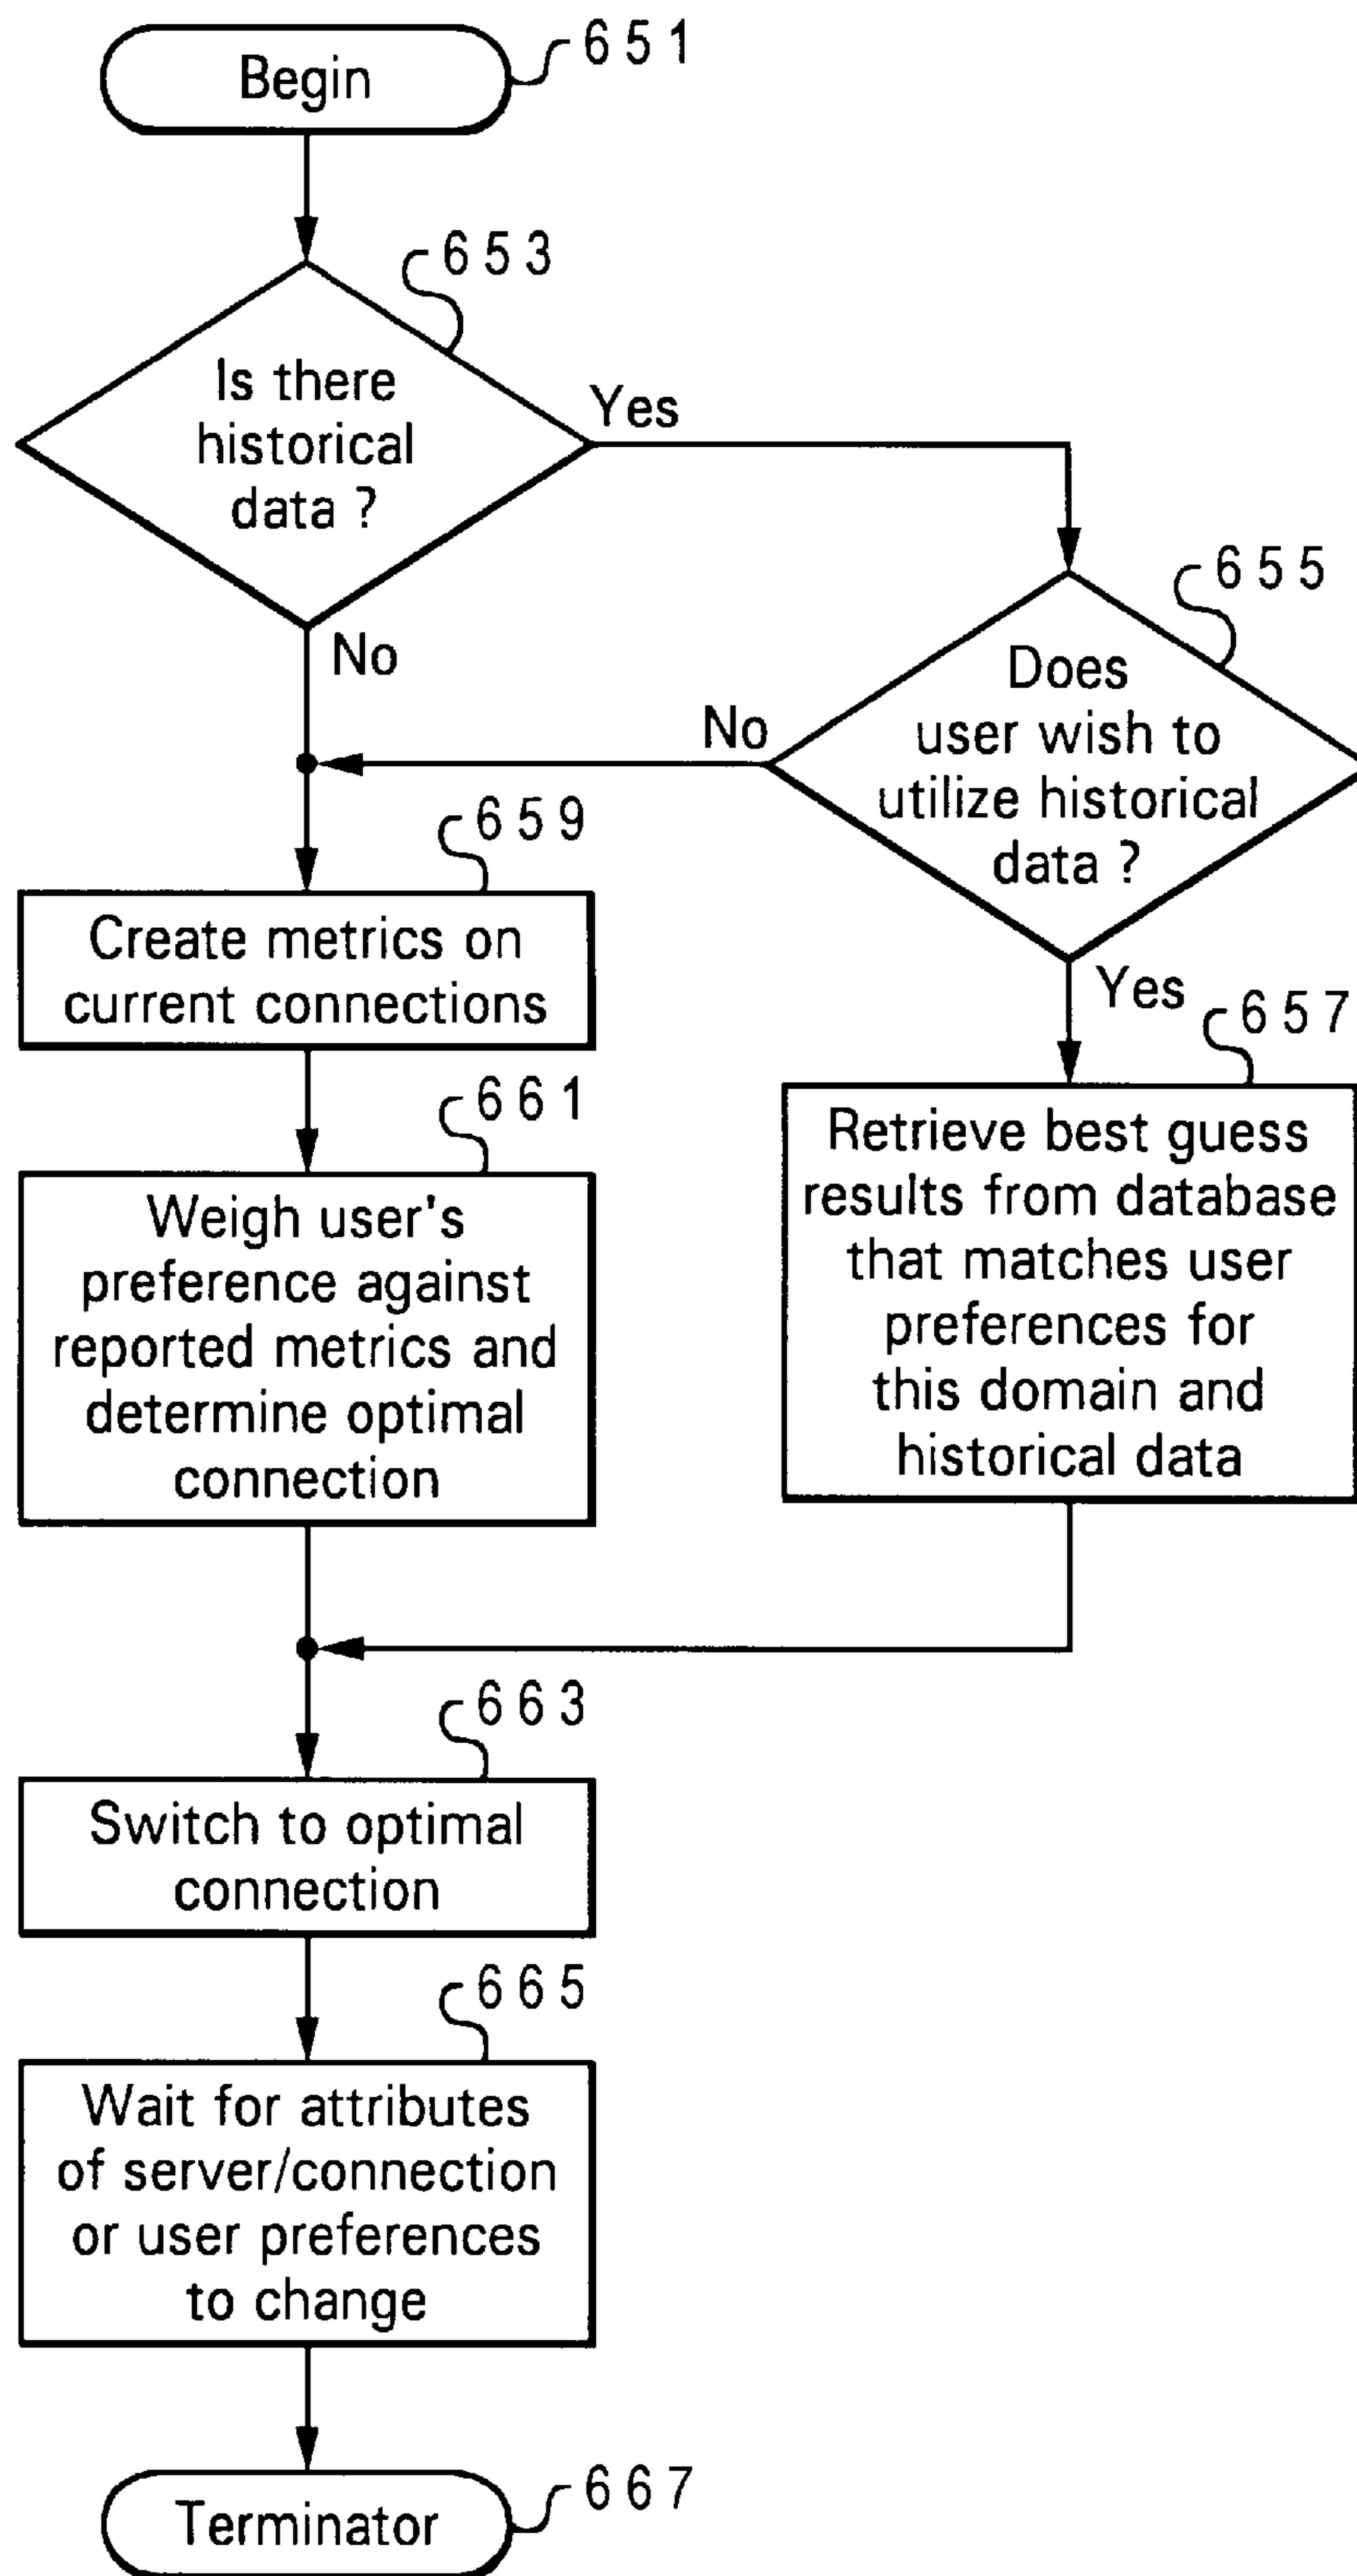 Begin
651
653
Is there
historical
data ?
Yes
No
655
Does
user wish to
utilize historical
data ?
No
Yes
659
Create metrics on
current connections
657
Retrieve best guess
results from database
that matches user
preferences for
this domain and
historical data
661
Weigh user's
preference against
reported metrics and
determine optimal
connection
663
Switch to optimal
connection
665
Wait for attributes
of server/connection
or user preferences
to change
Terminator
667